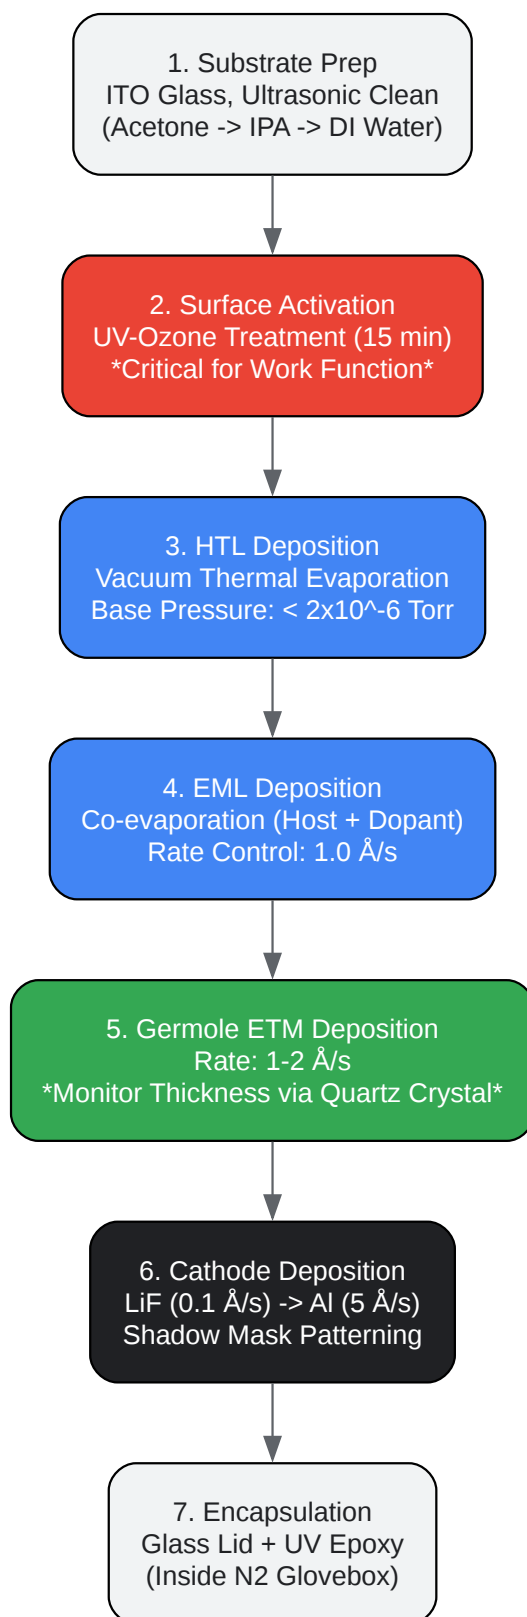 1. Substrate Prep
ITO Glass, Ultrasonic Clean
(Acetone -> IPA -> DI Water)
2. Surface Activation
UV-Ozone Treatment (15 min)
*Critical for Work Function*
3. HTL Deposition
Vacuum Thermal Evaporation
Base Pressure: < 2x10^-6 Torr
4. EML Deposition
Co-evaporation (Host + Dopant)
Rate Control: 1.0 Å/s
5. Germole ETM Deposition
Rate: 1-2 Å/s
*Monitor Thickness via Quartz Crystal*
6. Cathode Deposition
LiF (0.1 Å/s) -> Al (5 Å/s)
Shadow Mask Patterning
7. Encapsulation
Glass Lid + UV Epoxy
(Inside N2 Glovebox)